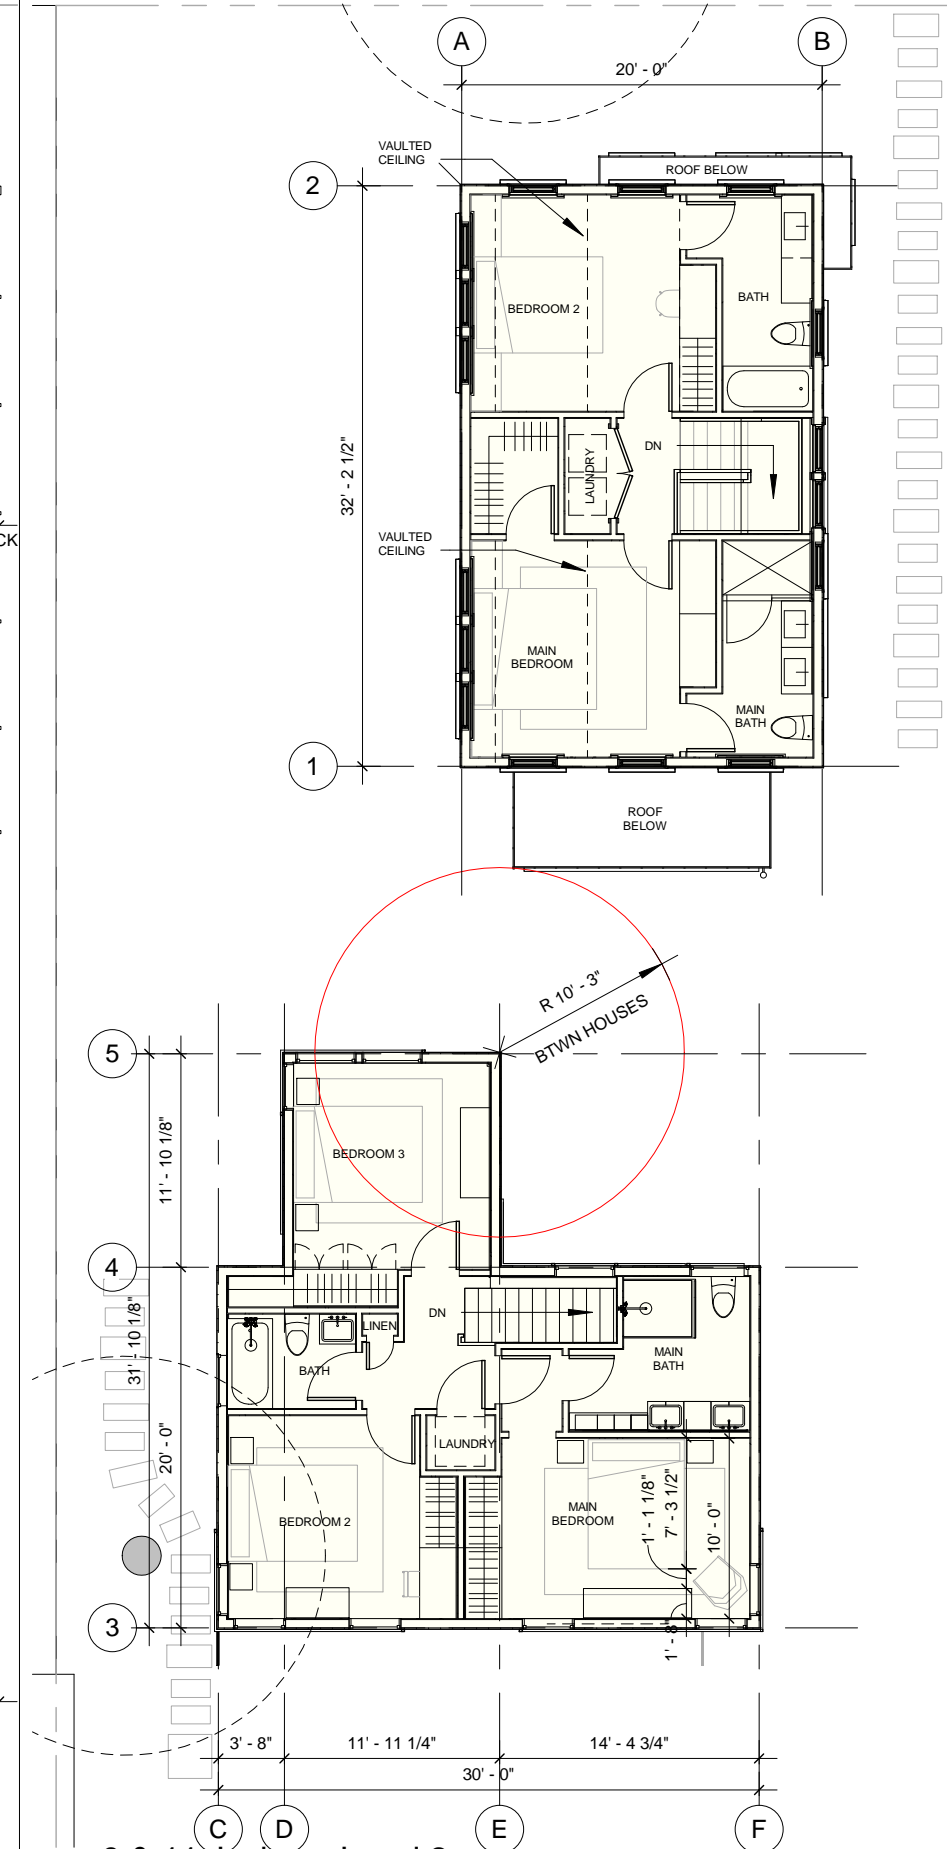 A
B
20' - 0"
VAULTED
CEILING
ROOF BELOW
2
BEDROOM 2
BATH
32' - 2 1/2"
DN
LAUNDRY
CK
VAULTED
CEILING
MAIN
BEDROOM
MAIN
BATH
1
ROOF
BELOW
R 10' - 3"
BTWN HOUSES
5
11' - 10 1/8"
BEDROOM 3
4
31' - 10 1/8"
DN
LINEN
BATH
MAIN
BATH
20' - 0"
LAUNDRY
BEDROOM 2
MAIN
BEDROOM
1' - 1 1/8"
7' - 3 1/2"
10' - 0"
3
1' - 8"
3' - 8"
11' - 11 1/4"
14' - 4 3/4"
30' - 0"
C
D
E
F